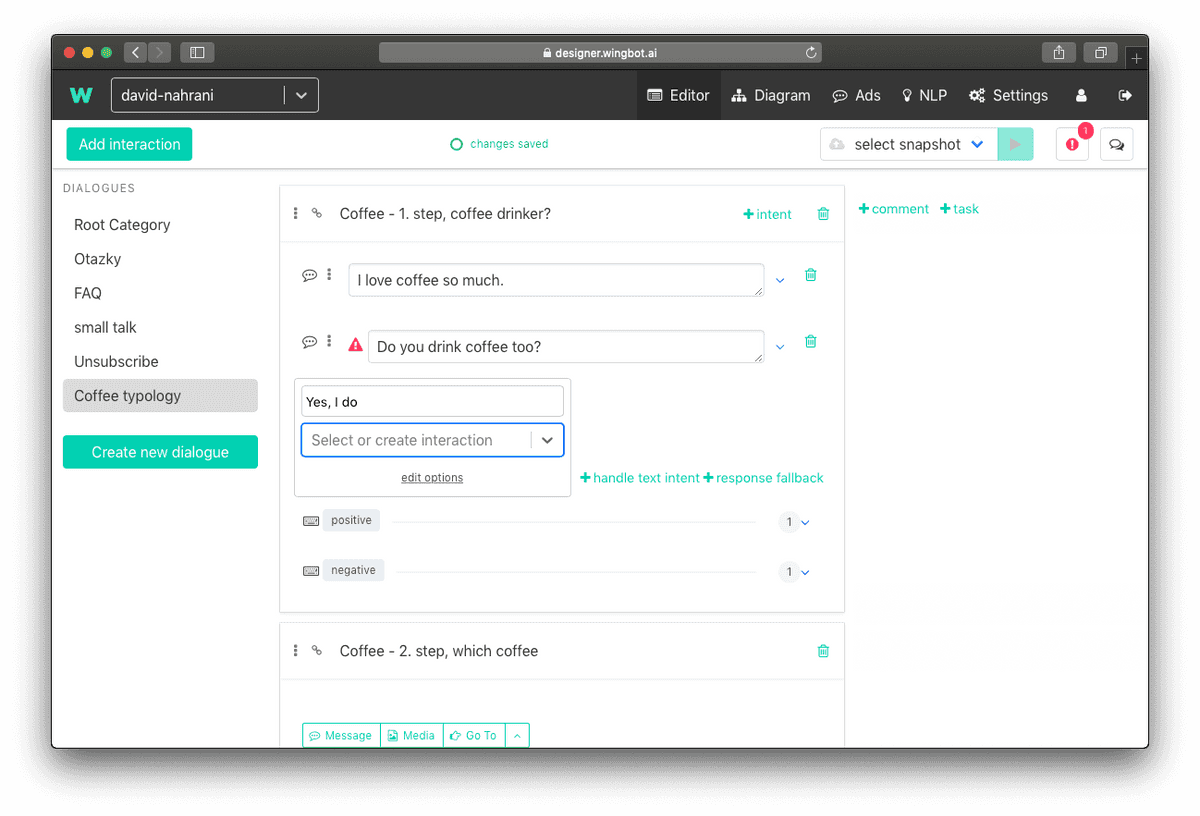 designer.wingbot.ai
W david-nahrani Editor Diagram Ads NLP Settings
Add interaction changes saved select snapshot 1
DIALOGUES
Root Category
Otazky
FAQ
small talk
Unsubscribe
Coffee typology
Create new dialogue
Coffee - 1. step, coffee drinker? +intent
I love coffee so much.
Do you drink coffee too?
Yes, I do
Select or create interaction
edit options
+handle text intent +response fallback
positive 1
negative 1
Coffee - 2. step, which coffee
Message Media Go To
+comment +task